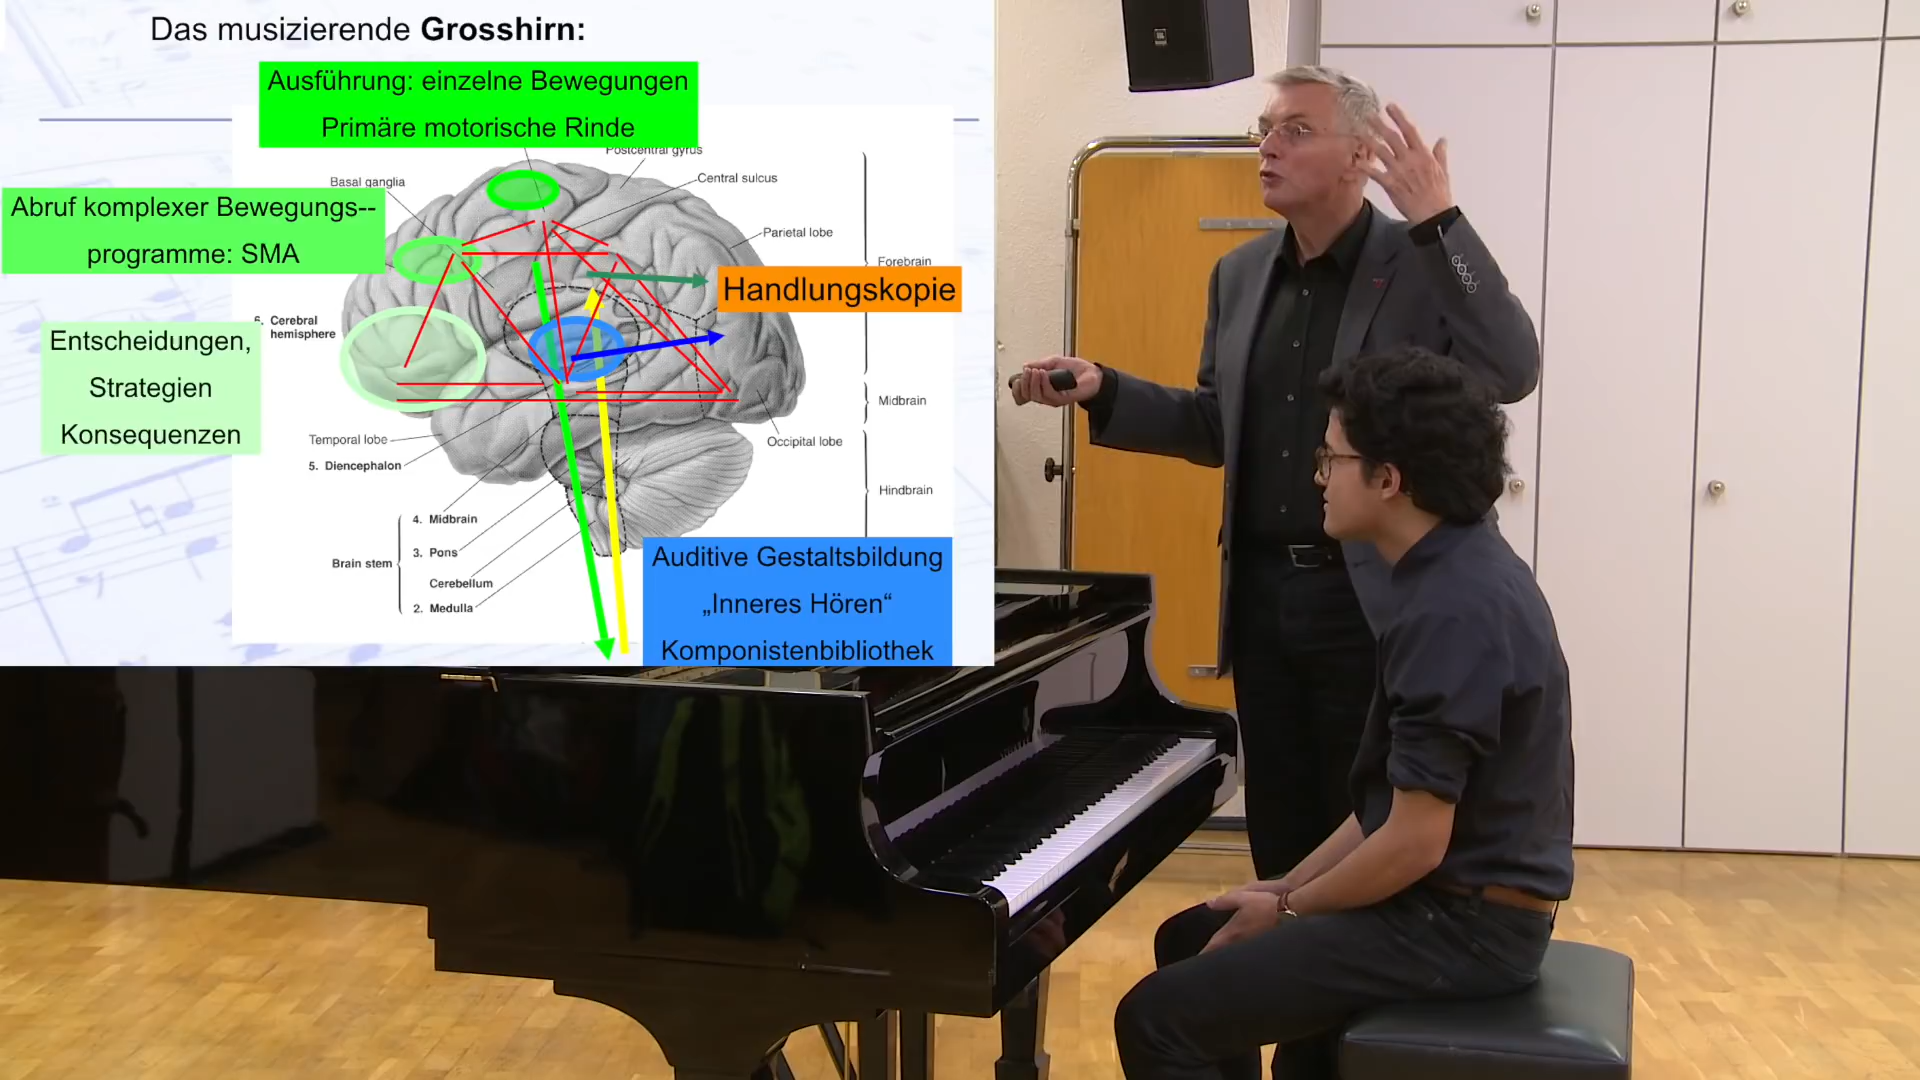 Das musizierende Grosshirn:
Ausführung: einzelne Bewegungen
Primäre motorische Rinde
Postcentral gyrus
Central sulcus
Basal ganglia
Abruf komplexer Bewegungs--
programme: SMA
Parietal lobe
Forebrain
Handlungskopie
6. Cerebral
hemisphere
Entscheidungen,
Strategien
Konsequenzen
Midbrain
Temporal lobe
Occipital lobe
5. Diencephalon
Hindbrain
4. Midbrain
3. Pons
Brain stem
Cerebellum
2. Medulla
Auditive Gestaltsbildung
„Inneres Hören“
Komponistenbibliothek
JBL